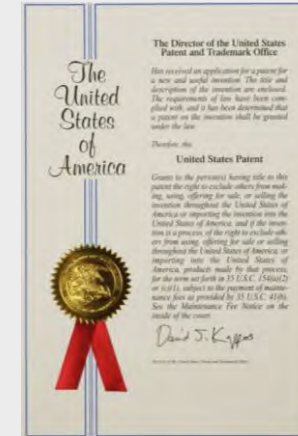 The
United
States
of
America
The Director of the United States
Patent and Trademark Office
Has received an application for a patent for
a new and useful invention. The title and
description of the invention are enclosed.
The requirements of law have been com-
plied with, and it has been determined that
a patent on the invention shall be granted
under the law.
Therefore, this
United States Patent
Grants to the person(s) having title to this
patent the right to exclude others from mak-
ing, using, offering for sale, or selling the
invention throughout the United States of
America or importing the invention into the
United States of America, and if the inven-
tion is a process, of the right to exclude oth-
ers from using, offering for sale or selling
throughout the United States of America, or
importing into the United States of
America, products made by that process,
for the term set forth in 35 U.S.C. 154(a)(2)
or (c)(1), subject to the payment of mainte-
nance fees as provided by 35 U.S.C. 41(b).
See the Maintenance Fee Notice on the
inside of the cover.
David J. Kappos